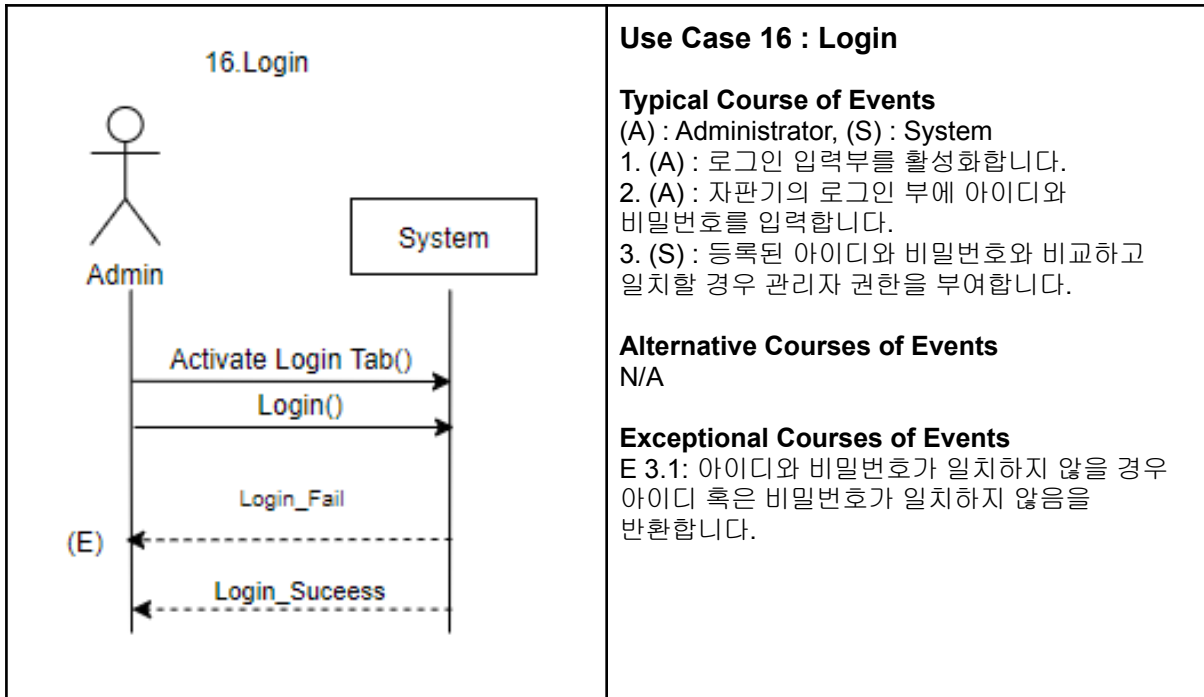 16.Login
Admin
System
Activate Login Tab()
Login()
Login_Fail
(E)
Login_Suceess
Use Case 16 : Login
Typical Course of Events
(A) : Administrator, (S) : System
1. (A) : 로그인 입력부를 활성화합니다.
2. (A) : 자판기의 로그인 부에 아이디와
비밀번호를 입력합니다.
3. (S) : 등록된 아이디와 비밀번호와 비교하고
일치할 경우 관리자 권한을 부여합니다.
Alternative Courses of Events
N/A
Exceptional Courses of Events
E 3.1: 아이디와 비밀번호가 일치하지 않을 경우
아이디 혹은 비밀번호가 일치하지 않음을
반환합니다.